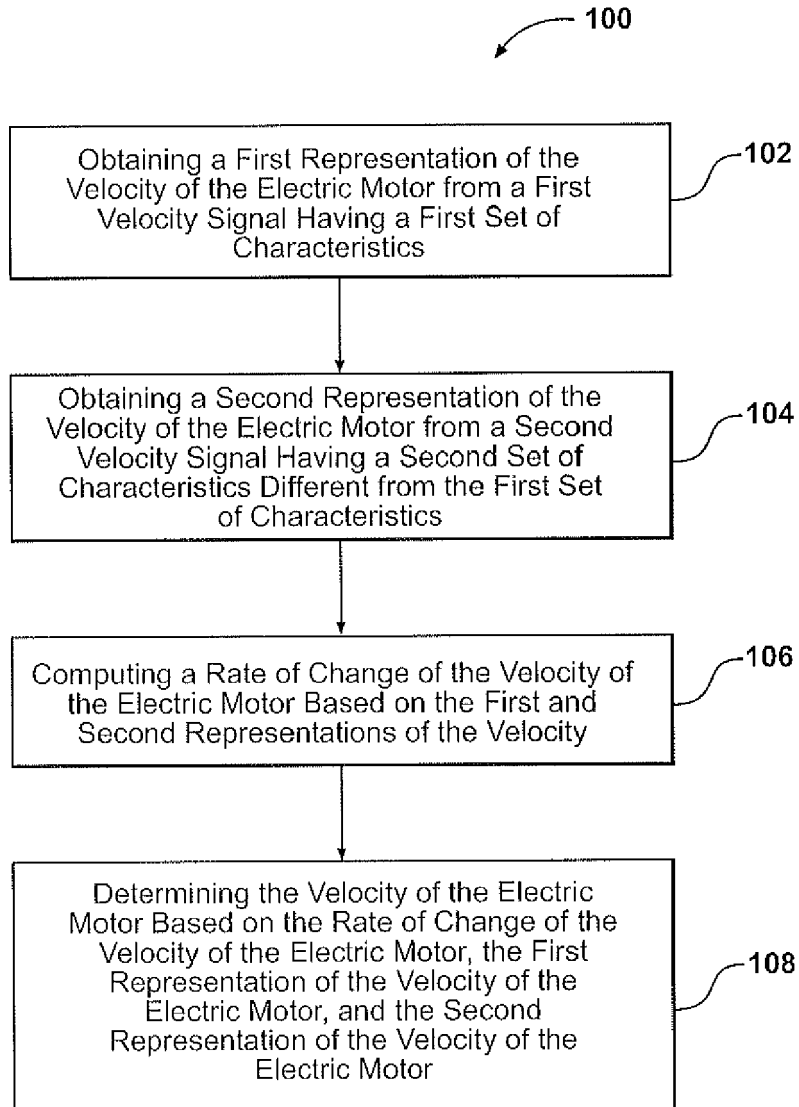 100
Obtaining a First Representation of the
Velocity of the Electric Motor from a First
Velocity Signal Having a First Set of
Characteristics
102
Obtaining a Second Representation of the
Velocity of the Electric Motor from a Second
Velocity Signal Having a Second Set of
Characteristics Different from the First Set
of Characteristics
104
Computing a Rate of Change of the Velocity of
the Electric Motor Based on the First and
Second Representations of the Velocity
106
Determining the Velocity of the Electric
Motor Based on the Rate of Change of the
Velocity of the Electric Motor, the First
Representation of the Velocity of the
Electric Motor, and the Second
Representation of the Velocity of the
Electric Motor
108